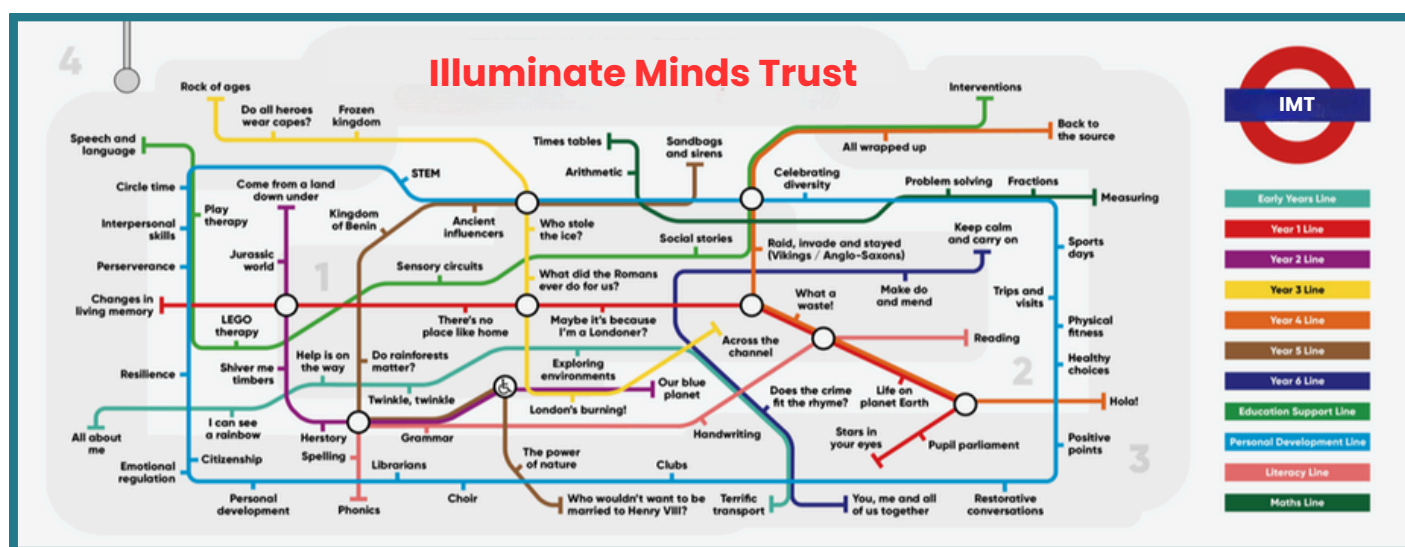 4
Illuminate Minds Trust
IMT
Rock of ages
Do all heroes
wear capes?
Frozen
kingdom
Interventions
Back to
the source
All wrapped up
Speech and
language
Times tables
Sandbags
and sirens
Arithmetic
STEM
Celebrating
diversity
Problem solving
Fractions
Measuring
Circle time
Come from a land
down under
Play
therapy
Kingdom
of Benin
Ancient
influencers
Who stole
the ice?
Social stories
Raid, invade and stayed
(Vikings / Anglo-Saxons)
Keep calm
and carry on
Sports
days
Interpersonal
skills
Jurassic
world
1
Sensory circuits
What did the Romans
ever do for us?
Make do
and mend
Trips and
visits
Perserverance
Changes in
living memory
LEGO
therapy
There's no
place like home
Maybe it's because
I'm a Londoner?
What a
waste!
Across the
channel
Reading
Physical
fitness
Resilience
Shiver me
timbers
Help is on
the way
Do rainforests
matter?
Exploring
environments
2
Healthy
choices
Twinkle, twinkle
London's burning!
Our blue
planet
Does the crime
fit the rhyme?
Life on
planet Earth
Hola!
All about
me
I can see
a rainbow
Herstory
Grammar
Handwriting
Stars in
your eyes
Pupil parliament
Positive
points
3
Emotional
regulation
Citizenship
Spelling
Librarians
The power
of nature
Clubs
Personal
development
Phonics
Choir
Who wouldn't want to be
married to Henry VIII?
Terrific
transport
You, me and all
of us together
Restorative
conversations
Early Years Line
Year 1 Line
Year 2 Line
Year 3 Line
Year 4 Line
Year 5 Line
Year 6 Line
Education Support Line
Personal Development Line
Literacy Line
Maths Line